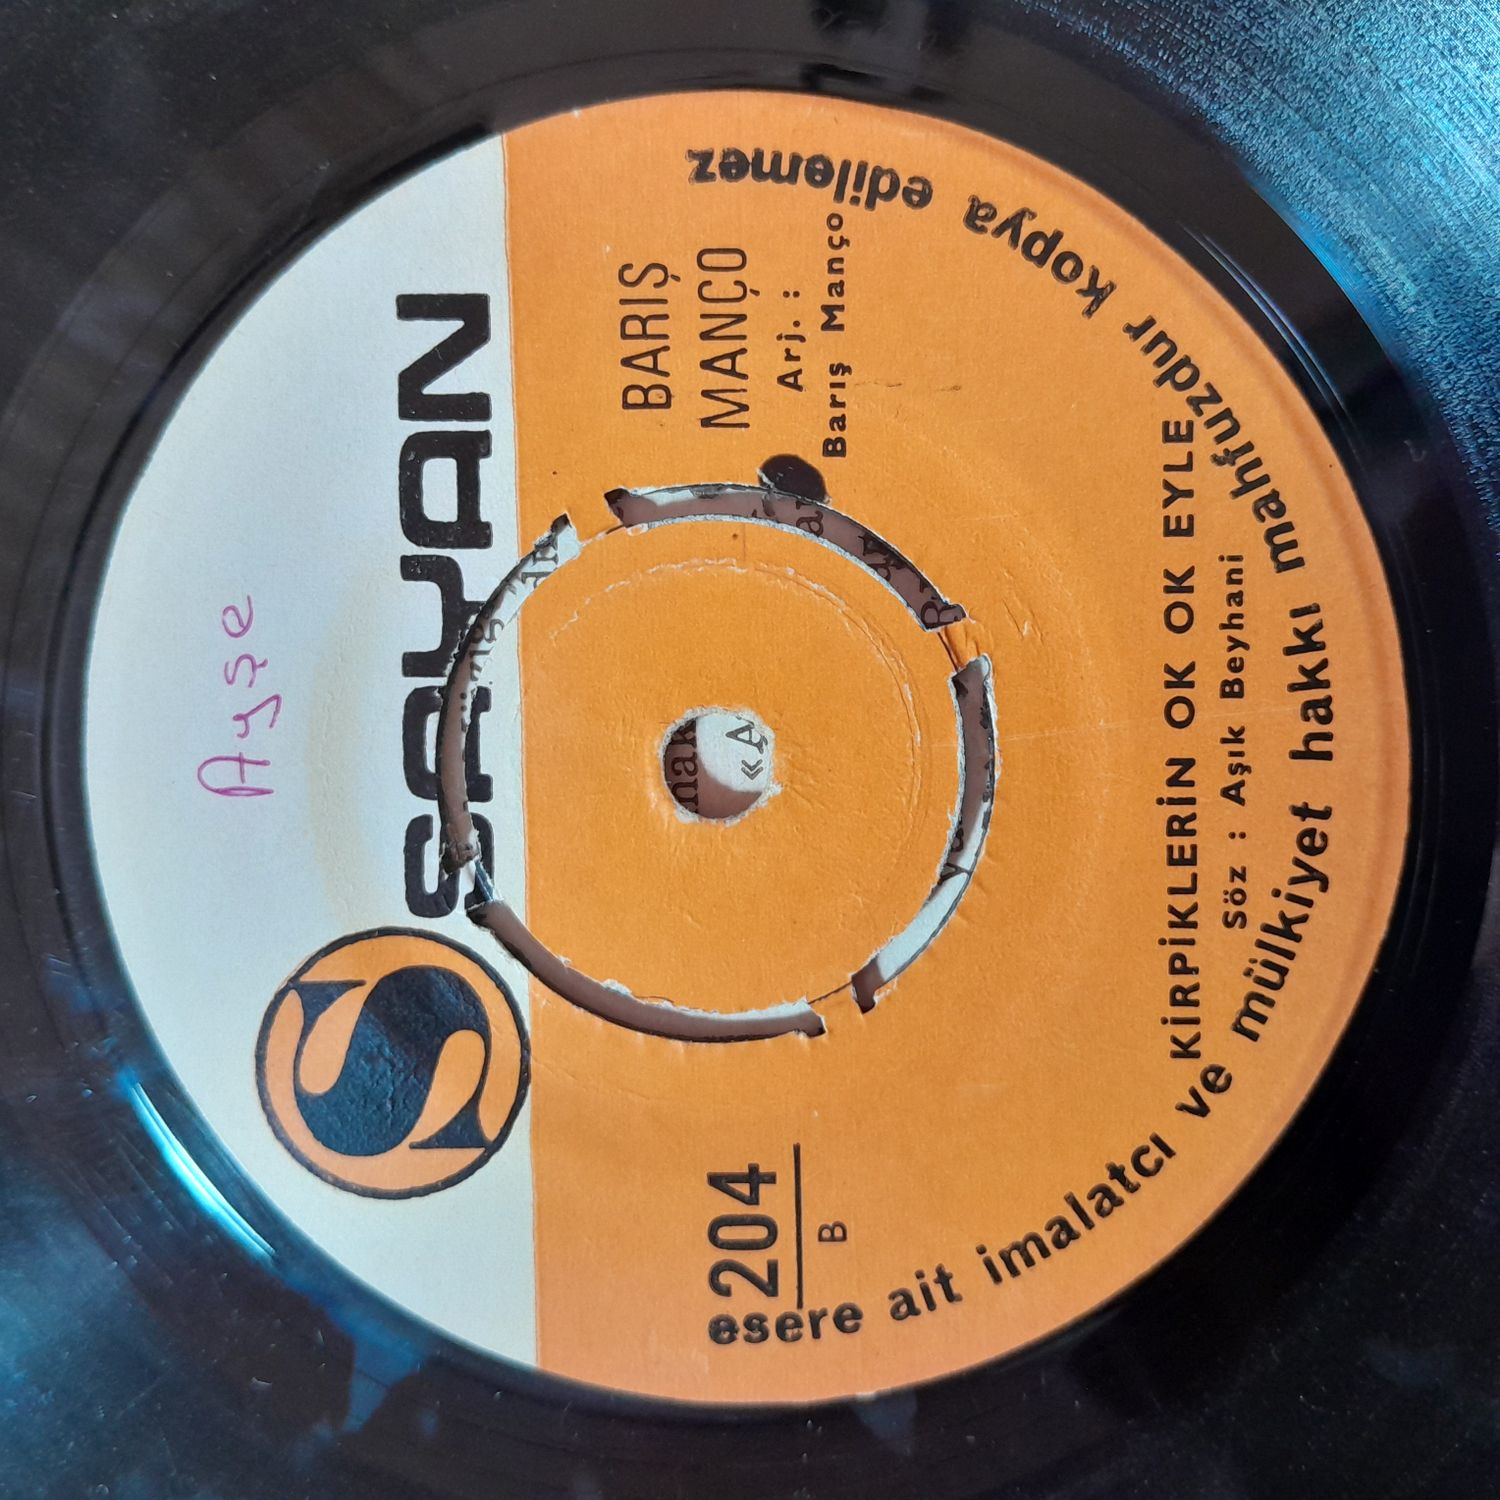 Ayşe
S
SAYAN
204
B
BARIŞ
MANÇO
Arj. :
Barış Manço
KİRPİKLERİN OK OK EYLE
Söz : Aşık Beyhani
esere ait imalatcı ve mülkiyet hakkı mahfuzdur kopya edilemez